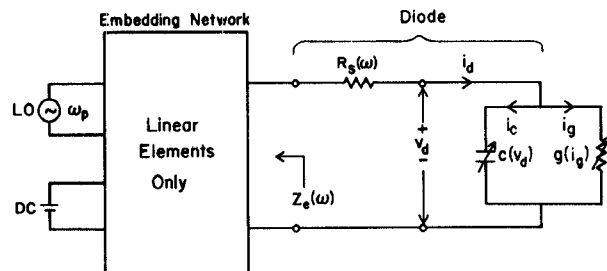 Embedding Network
Diode
R_s(ω)
i_d
LO ~ ω_p
i_c
i_g
Linear
Elements
Only
+
v_d
-
c(v_d)
g(i_g)
DC
Z_e(ω)